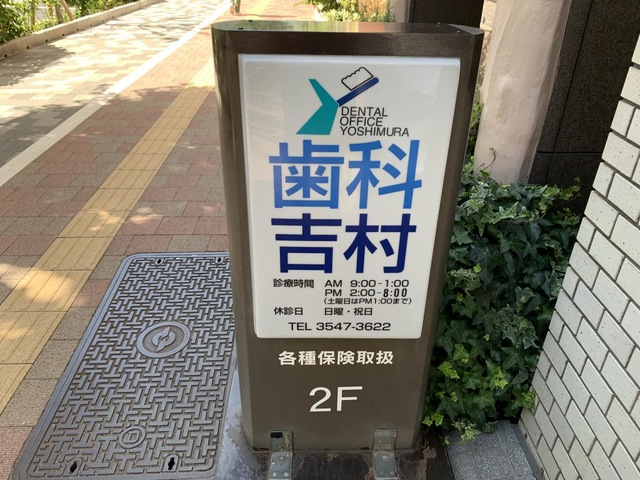 DENTAL
OFFICE
YOSHIMURA
歯科
吉村
診療時間 AM 9:00-1:00
PM 2:00-8:00
(土曜日はPM1:00まで)
休診日 日曜・祝日
TEL 3547-3622
各種保険取扱
2F